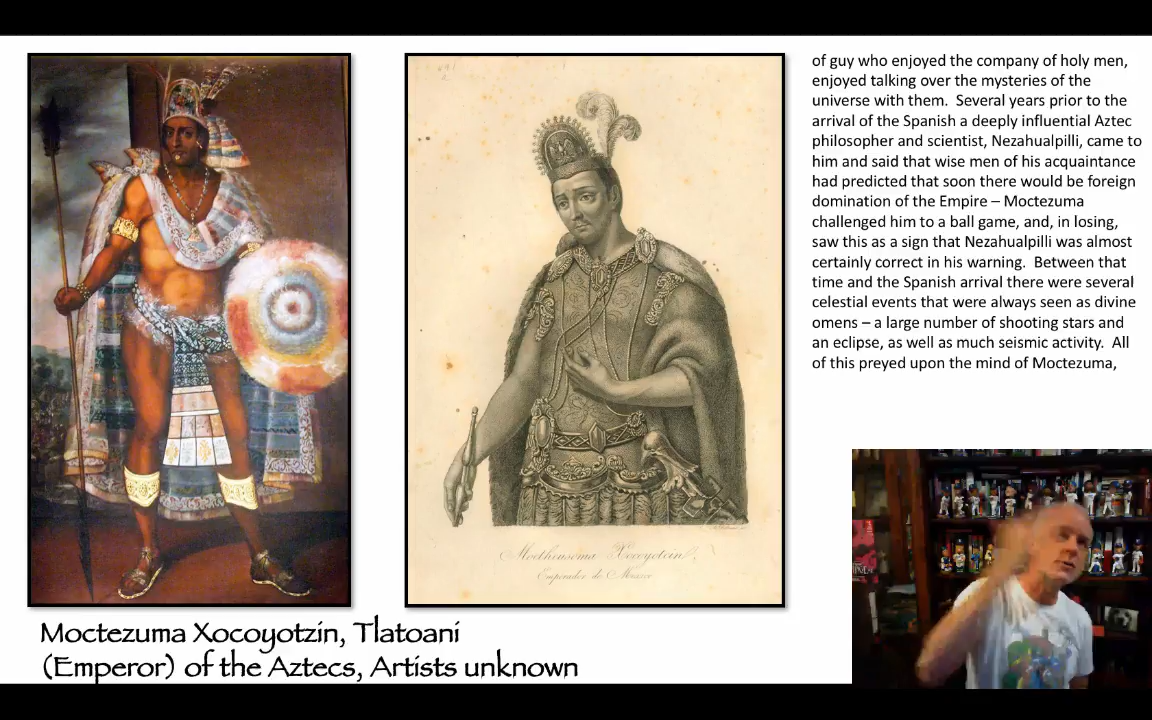 of guy who enjoyed the company of holy men,
enjoyed talking over the mysteries of the
universe with them.  Several years prior to the
arrival of the Spanish a deeply influential Aztec
philosopher and scientist, Nezahualpilli, came to
him and said that wise men of his acquaintance
had predicted that soon there would be foreign
domination of the Empire – Moctezuma
challenged him to a ball game, and, in losing,
saw this as a sign that Nezahualpilli was almost
certainly correct in his warning.  Between that
time and the Spanish arrival there were several
celestial events that were always seen as divine
omens – a large number of shooting stars and
an eclipse, as well as much seismic activity.  All
of this preyed upon the mind of Moctezuma,
Xocoyotzin
Emperador de Mexico
Moctezuma Xocoyotzin, Tlatoani
(Emperor) of the Aztecs, Artists unknown